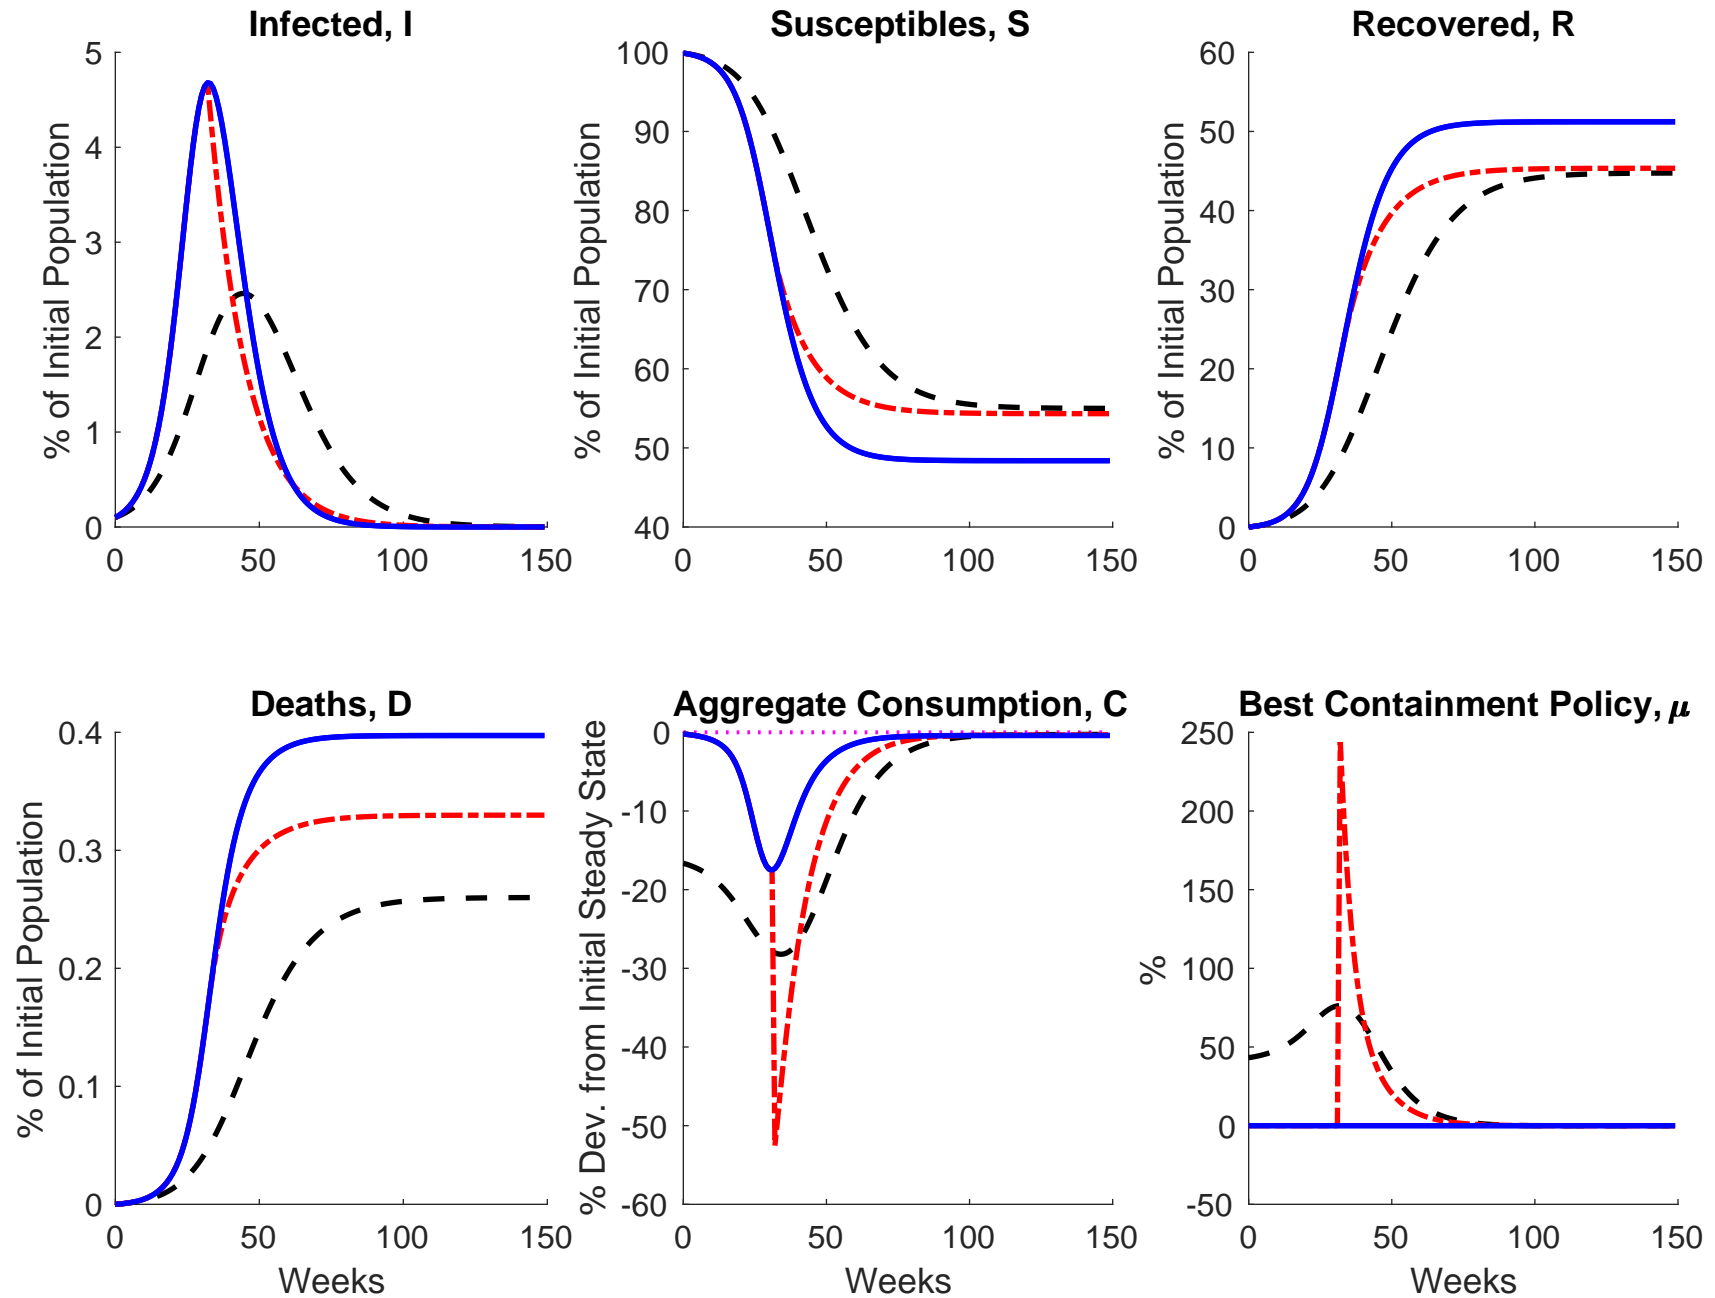 Infected, I
% of Initial Population
5
4
3
2
1
0
0 50 100 150
Susceptibles, S
% of Initial Population
100
90
80
70
60
50
40
0 50 100 150
Recovered, R
% of Initial Population
60
50
40
30
20
10
0
0 50 100 150
Deaths, D
% of Initial Population
0.4
0.3
0.2
0.1
0
0 50 100 150
Weeks
Aggregate Consumption, C
% Dev. from Initial Steady State
0
-10
-20
-30
-40
-50
-60
0 50 100 150
Weeks
Best Containment Policy, μ
%
250
200
150
100
50
0
-50
0 50 100 150
Weeks